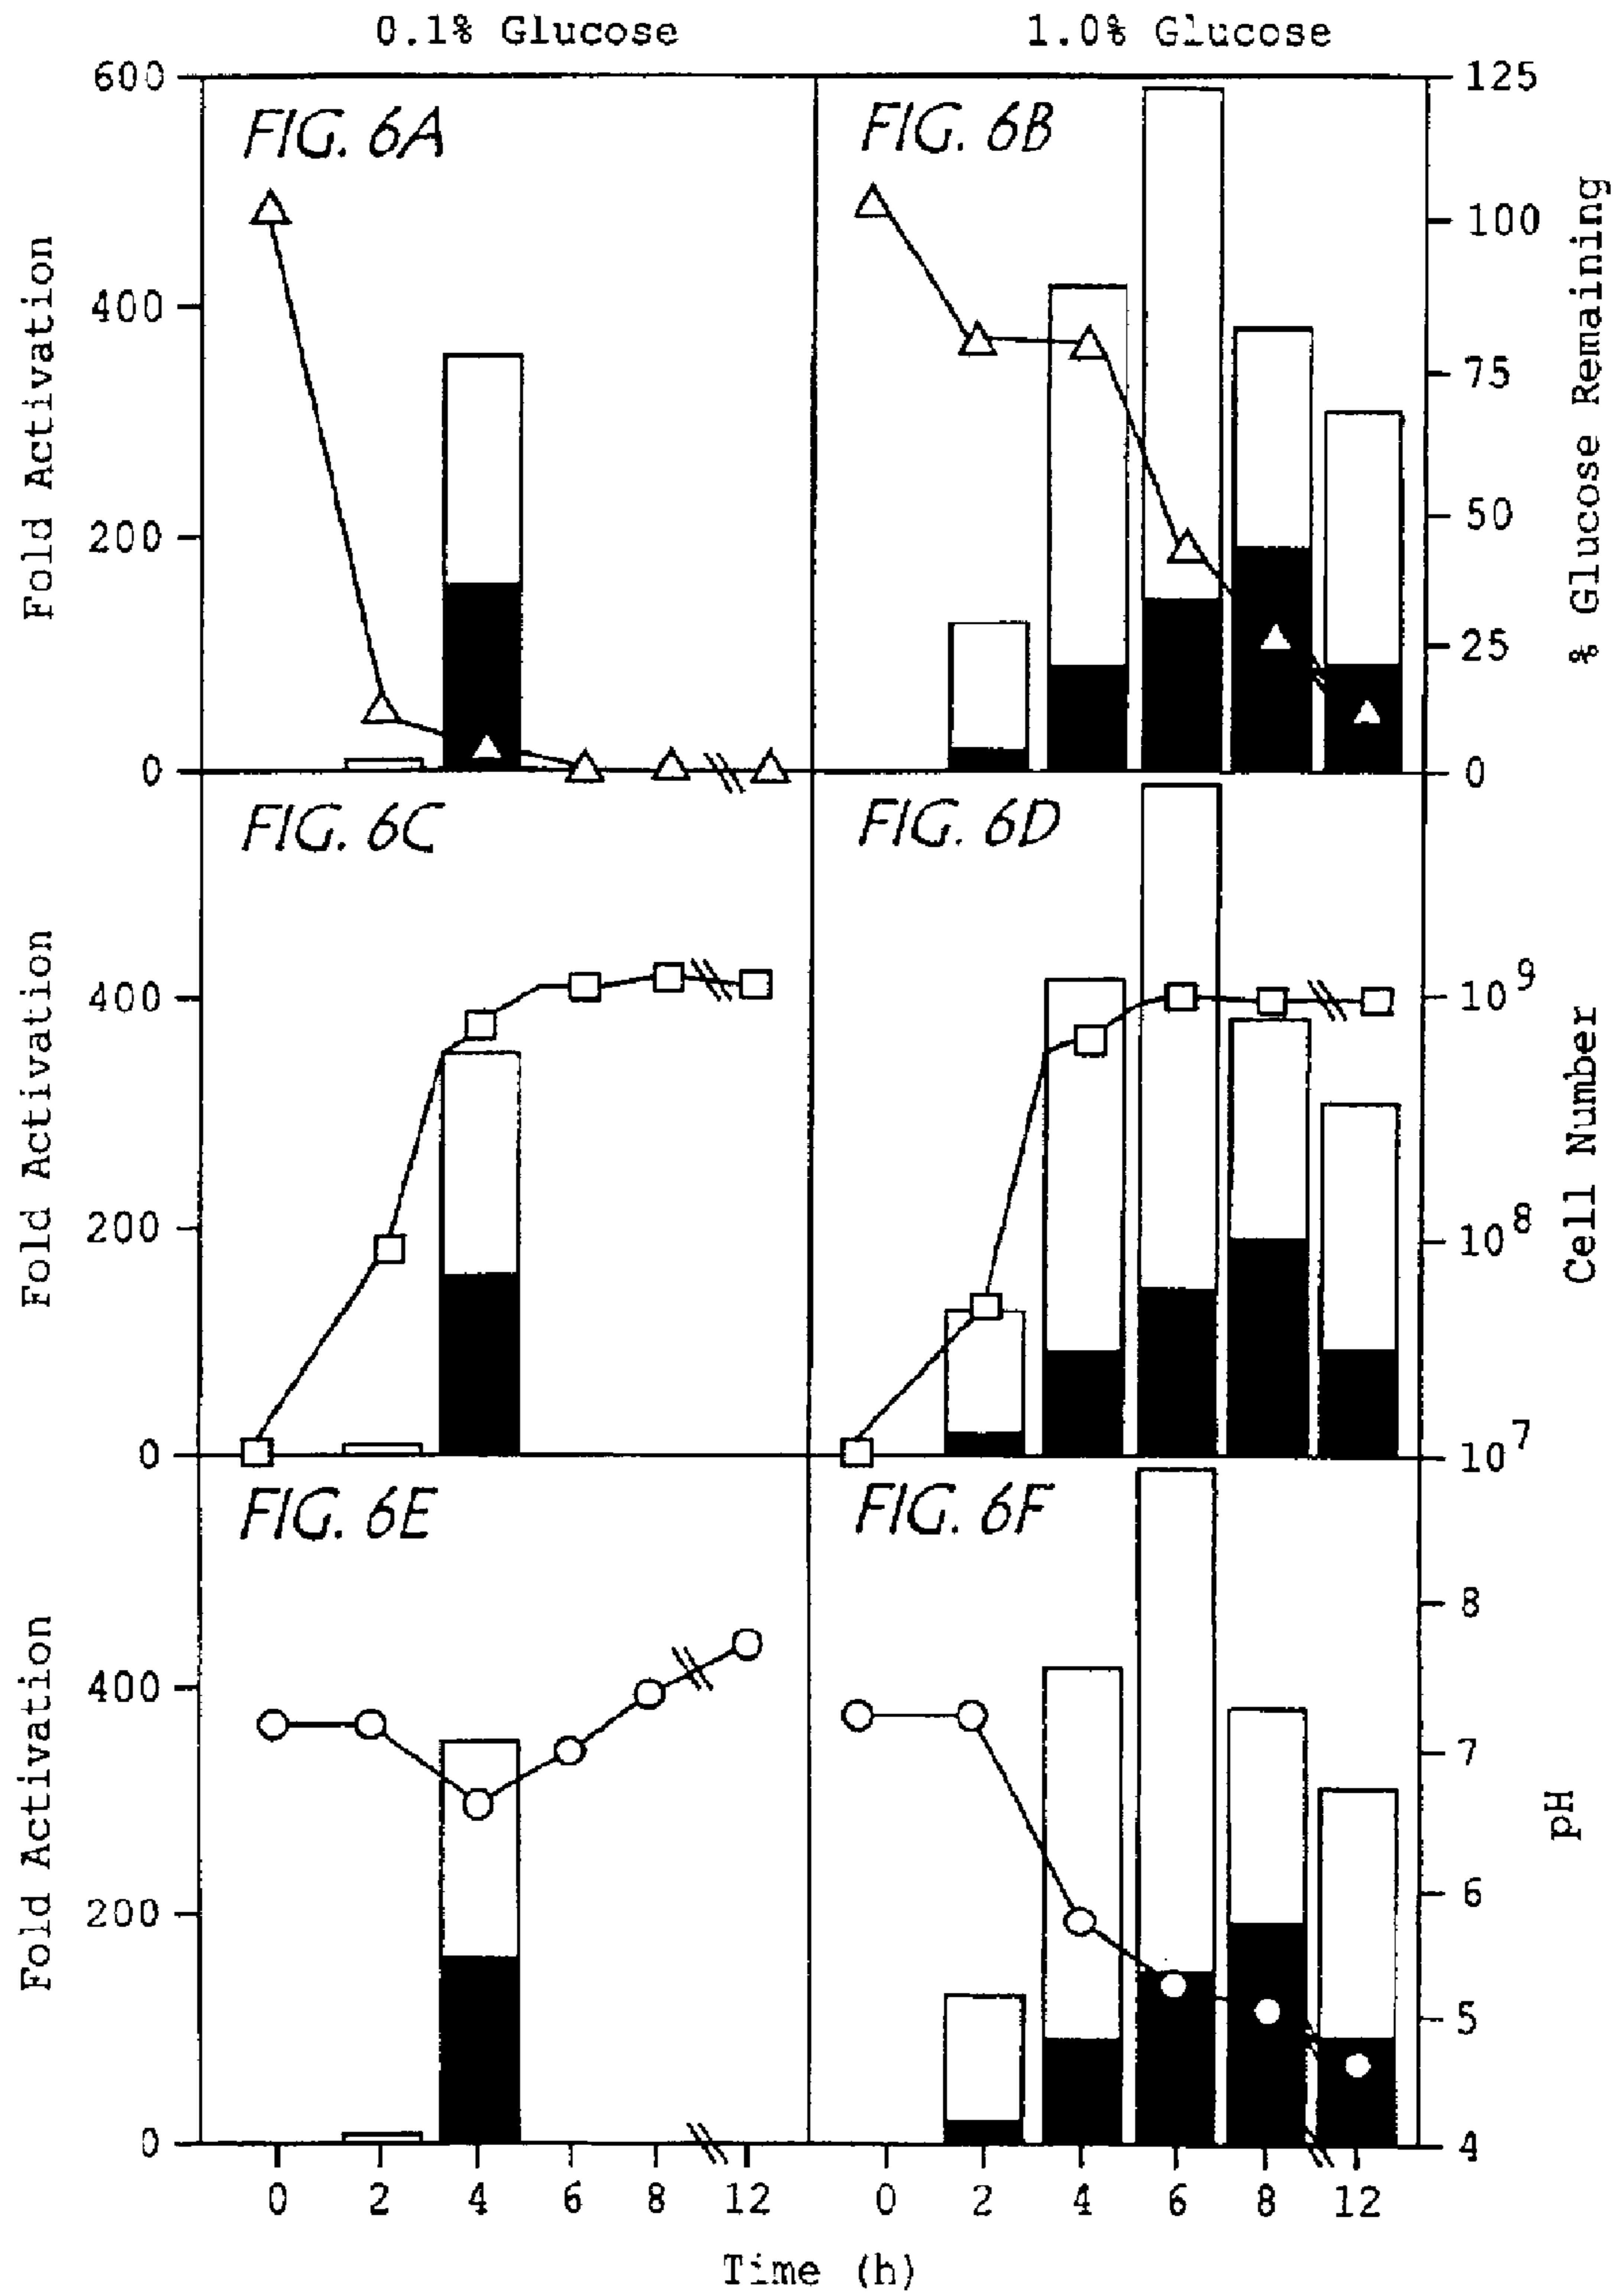 0.1% Glucose 1.0% Glucose
FIG. 6A
FIG. 6B
600
400
200
0
Fold Activation
125
100
75
50
25
0
% Glucose Remaining
FIG. 6C
FIG. 6D
400
200
0
Fold Activation
10⁹
10⁸
10⁷
Cell Number
FIG. 6E
FIG. 6F
400
200
0
Fold Activation
8
7
6
5
4
pH
0 2 4 6 8 12 0 2 4 6 8 12
Time (h)